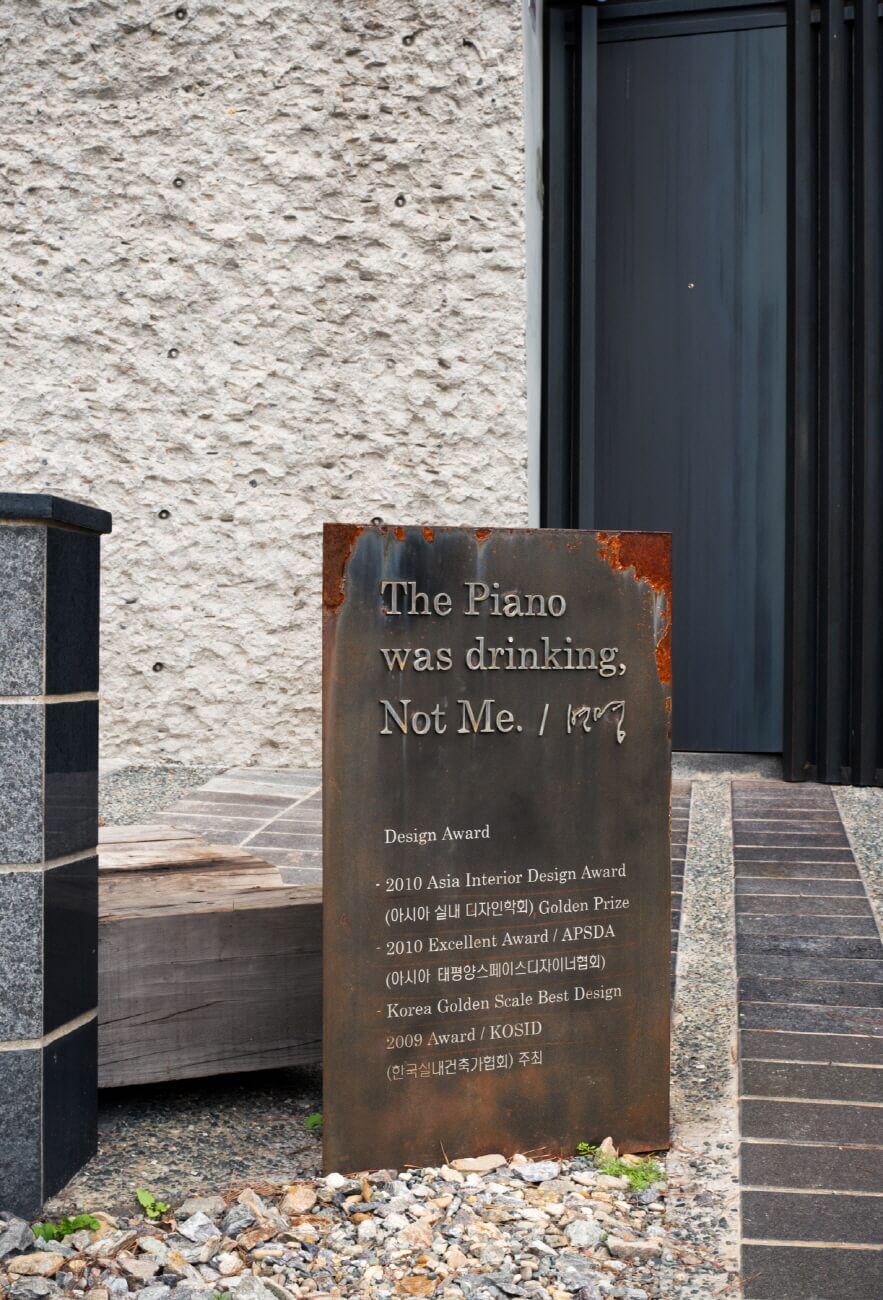 The Piano
was drinking,
Not Me. /
Design Award
- 2010 Asia Interior Design Award
(아시아 실내 디자인학회) Golden Prize
- 2010 Excellent Award / APSDA
(아시아 태평양스페이스디자이너협회)
- Korea Golden Scale Best Design
2009 Award / KOSID
(한국실내건축가협회) 주최